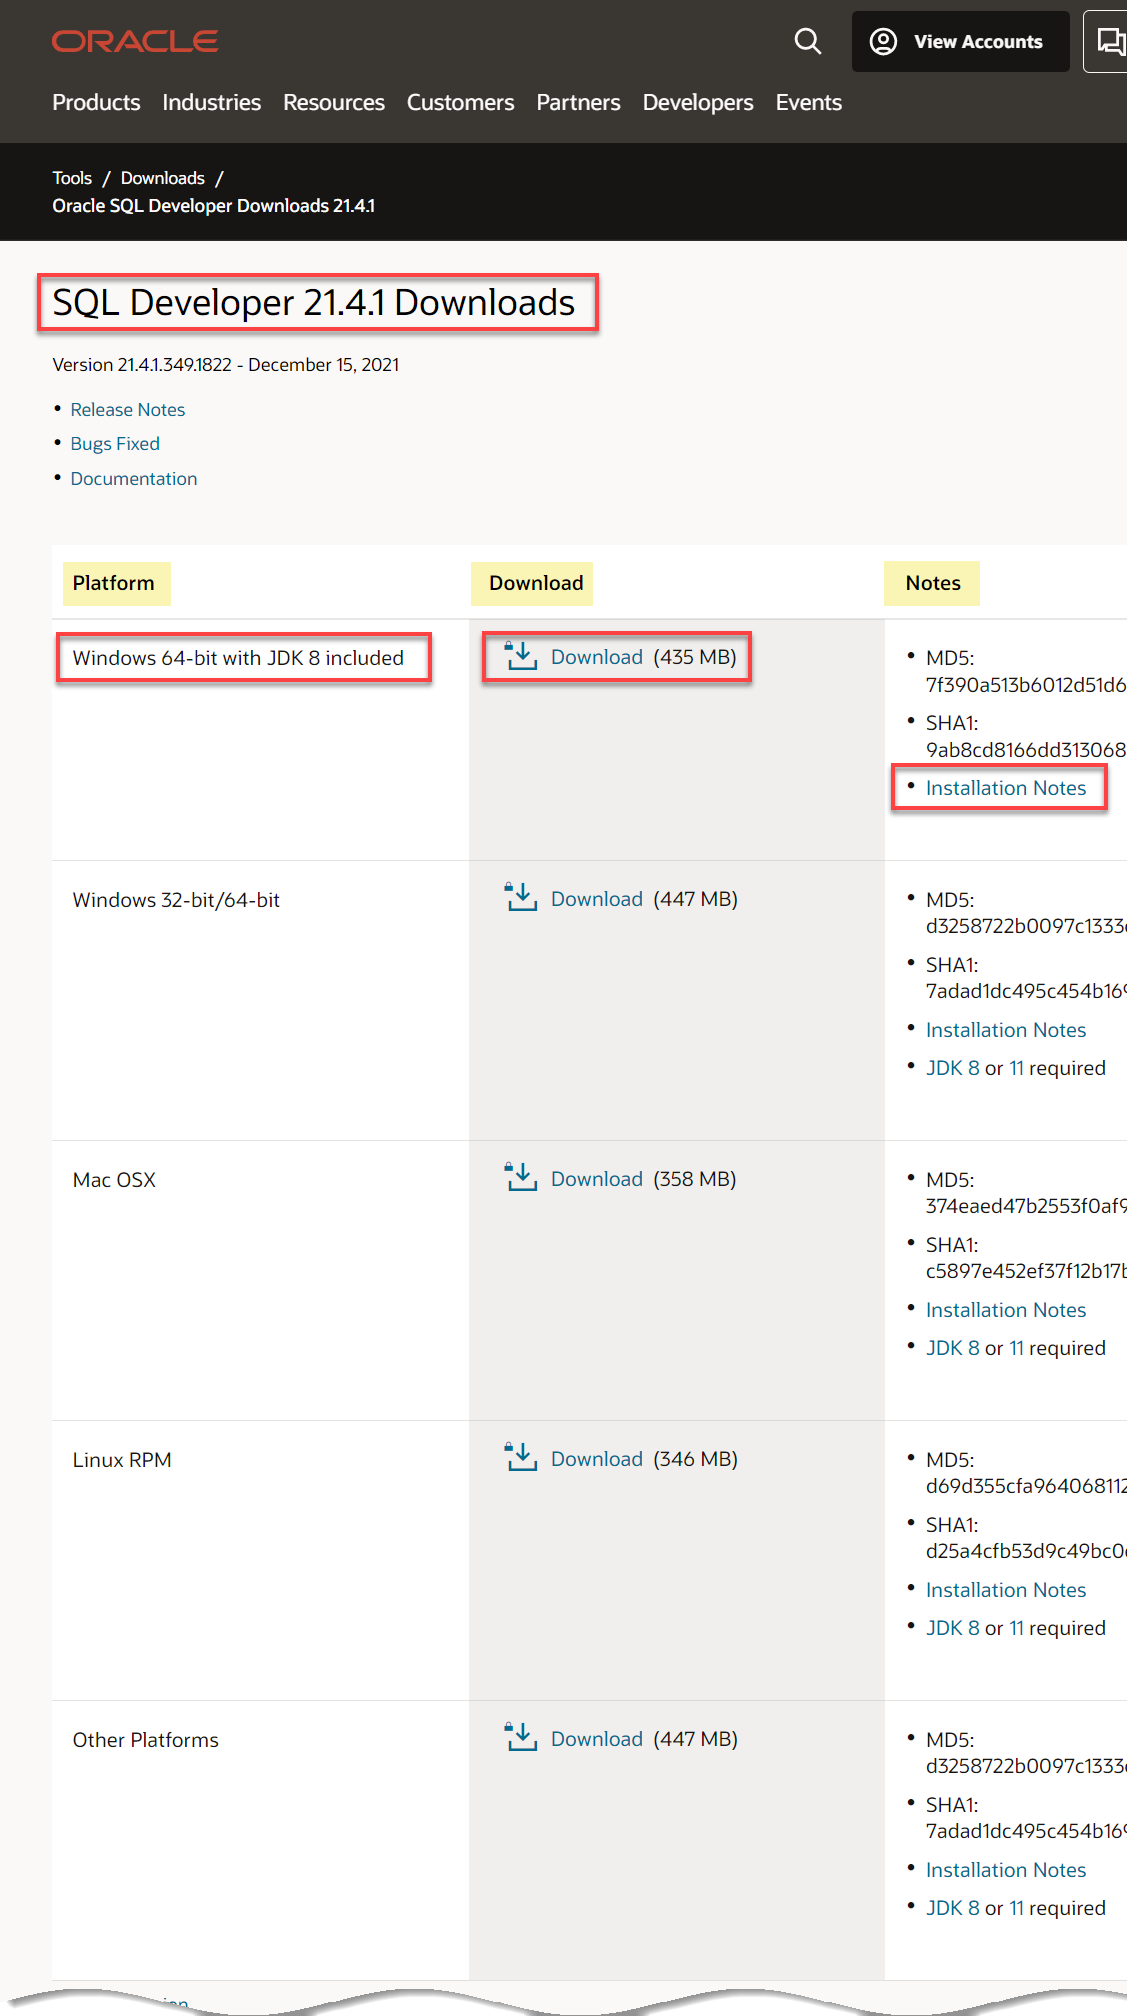 ORACLE
View Accounts
Products Industries Resources Customers Partners Developers Events
Tools / Downloads /
Oracle SQL Developer Downloads 21.4.1
SQL Developer 21.4.1 Downloads
Version 21.4.1.349.1822 - December 15, 2021
• Release Notes
• Bugs Fixed
• Documentation
Platform Download Notes
Windows 64-bit with JDK 8 included Download (435 MB) • MD5:
7f390a513b6012d51d6
• SHA1:
9ab8cd8166dd313068
• Installation Notes
Windows 32-bit/64-bit Download (447 MB) • MD5:
d3258722b0097c1333
• SHA1:
7adad1dc495c454b169
• Installation Notes
• JDK 8 or 11 required
Mac OSX Download (358 MB) • MD5:
374eaed47b2553f0af9
• SHA1:
c5897e452ef37f12b17b
• Installation Notes
• JDK 8 or 11 required
Linux RPM Download (346 MB) • MD5:
d69d355cfa964068112
• SHA1:
d25a4cfb53d9c49bc0
• Installation Notes
• JDK 8 or 11 required
Other Platforms Download (447 MB) • MD5:
d3258722b0097c1333
• SHA1:
7adad1dc495c454b169
• Installation Notes
• JDK 8 or 11 required